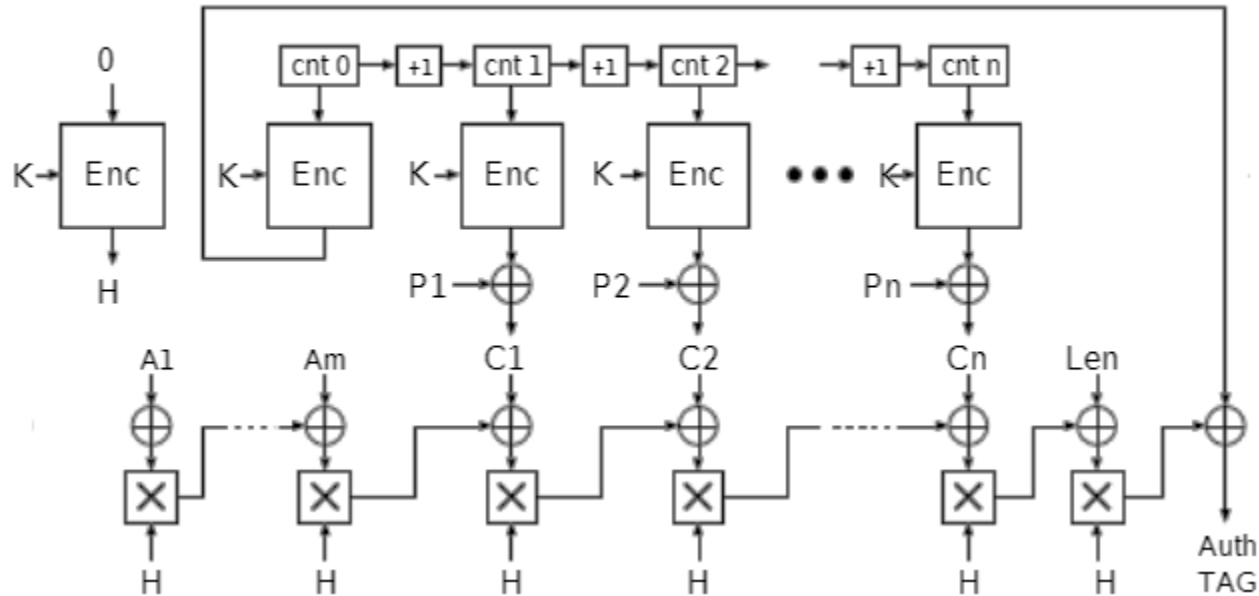 0
cnt 0 +1 cnt 1 +1 cnt 2 +1 cnt n
K Enc K Enc K Enc K Enc K Enc
H P1 P2 Pn
A1 Am C1 C2 Cn Len
H H H H H H
Auth
TAG